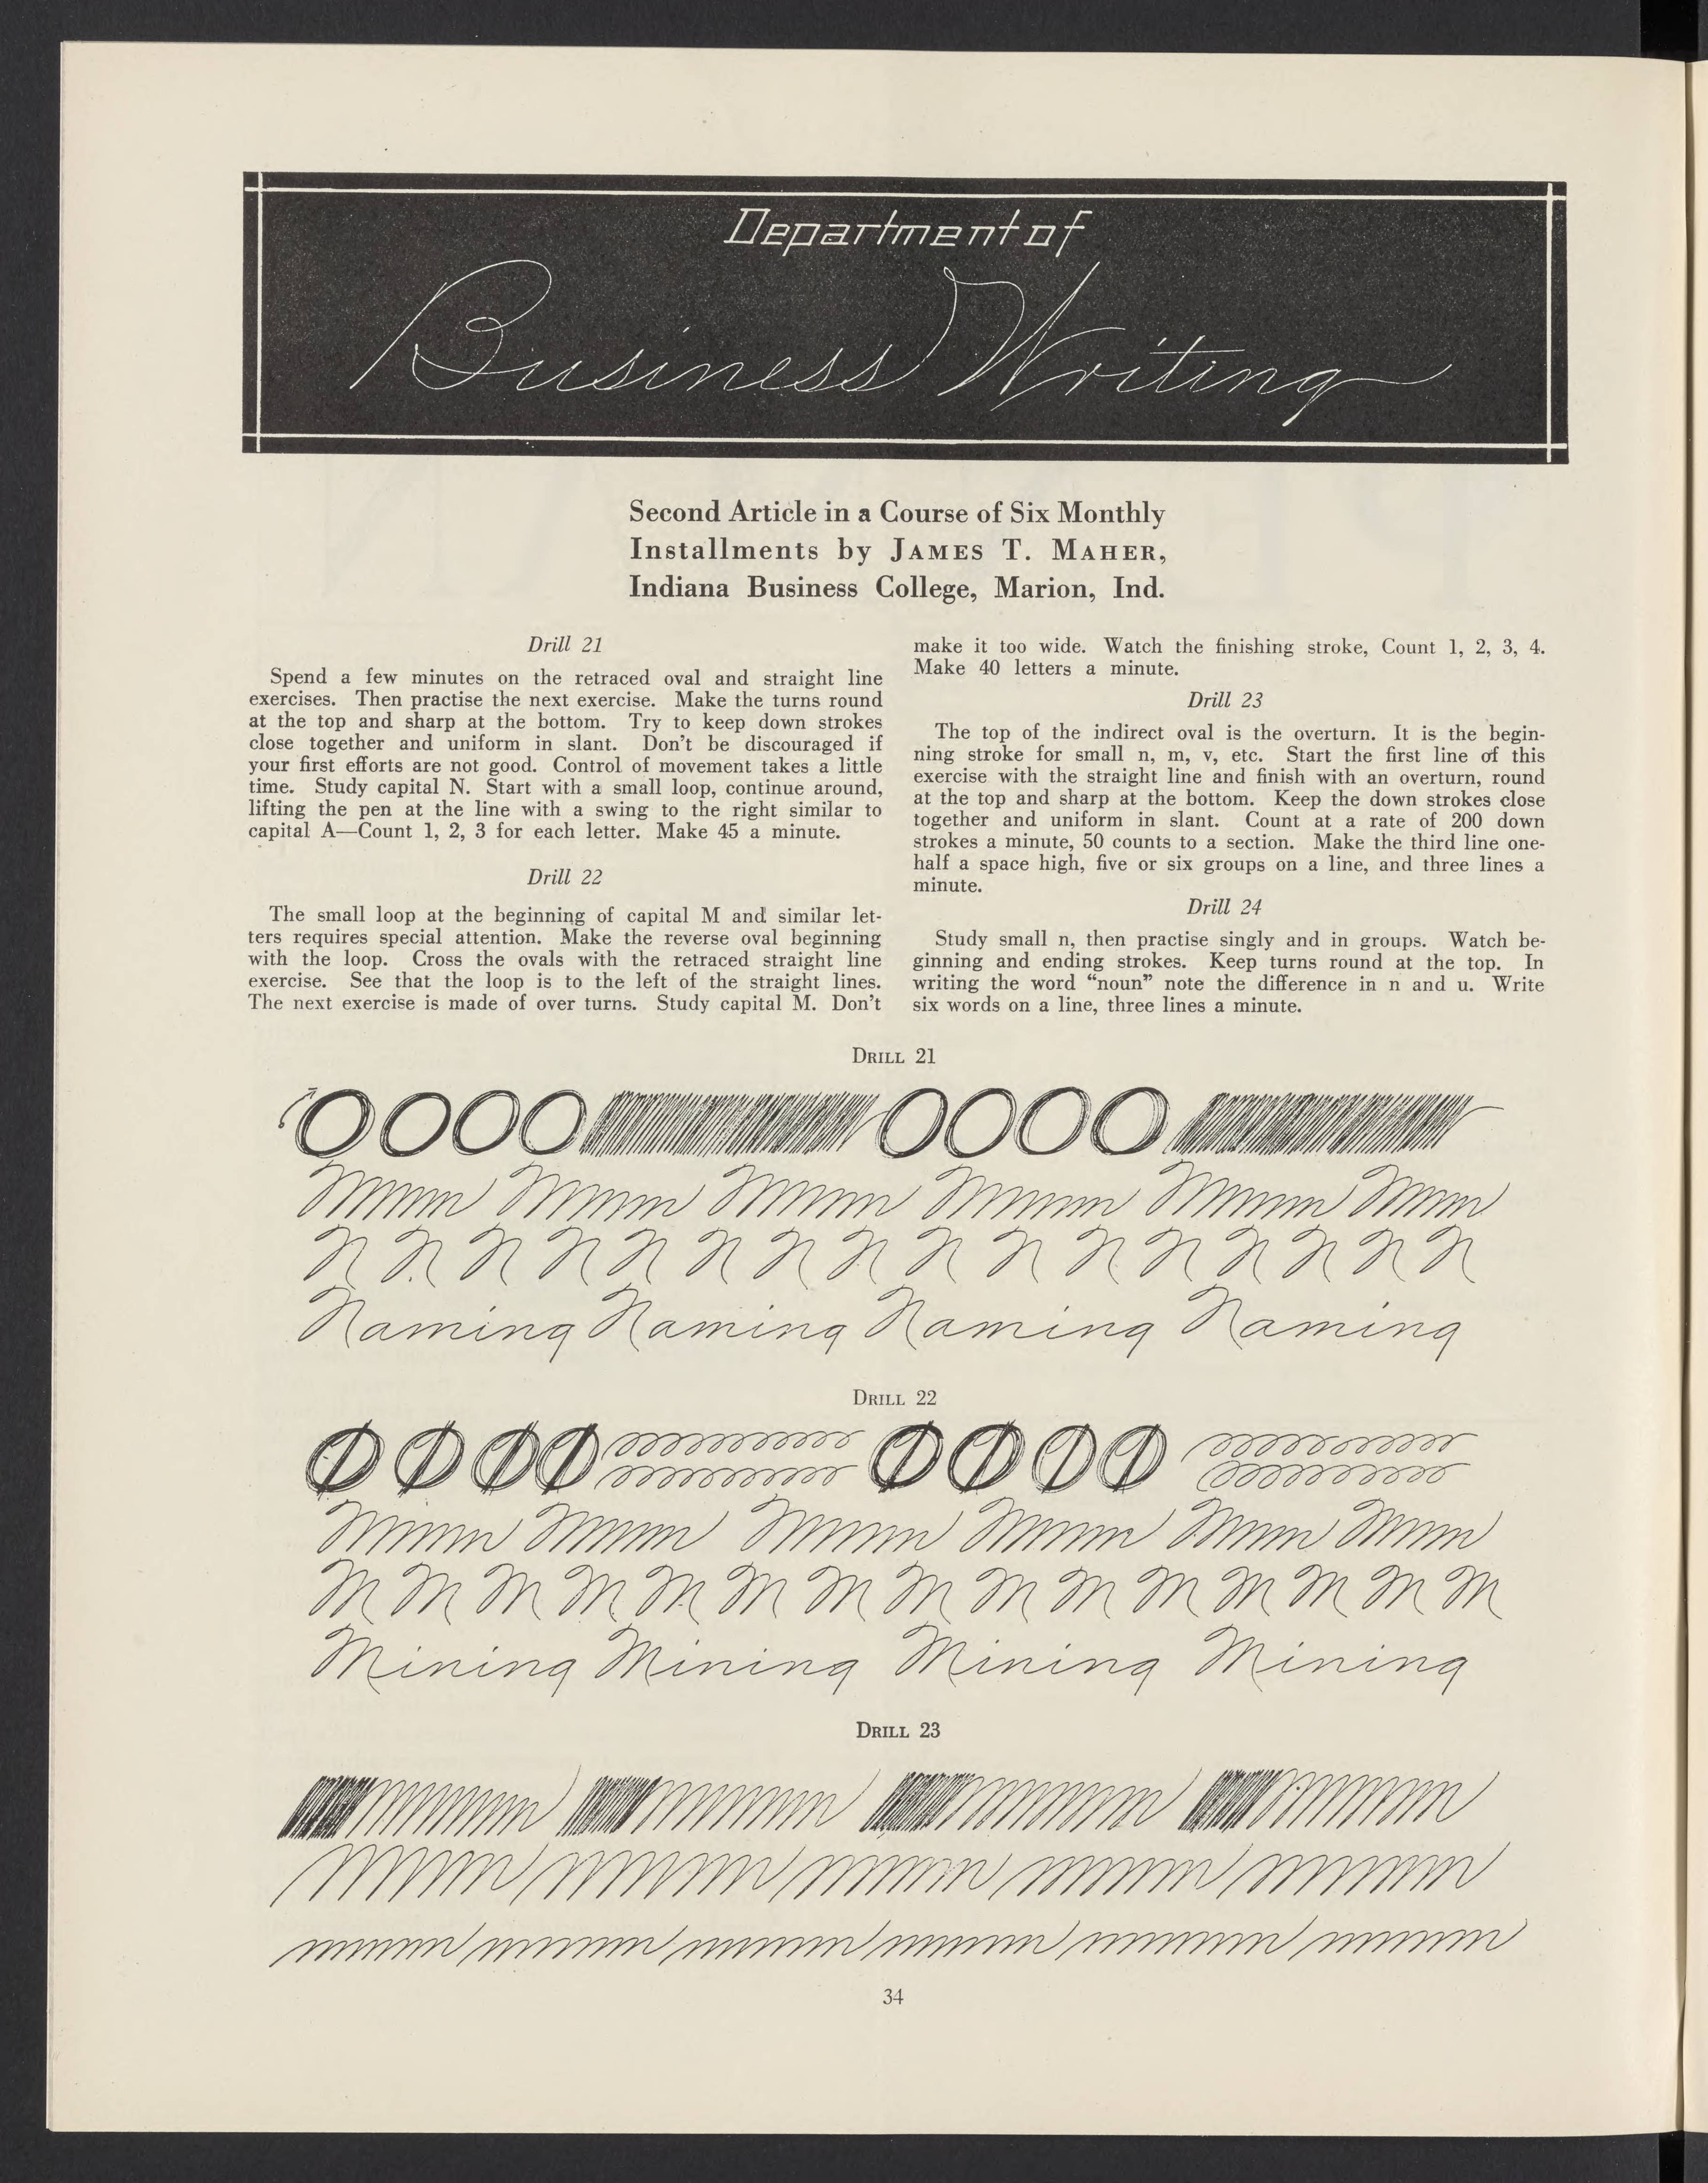 Department of
Business Writing
Second Article in a Course of Six Monthly
Installments by JAMES T. MAHER,
Indiana Business College, Marion, Ind.
Drill 21
Spend a few minutes on the retraced oval and straight line
exercises. Then practise the next exercise. Make the turns round
at the top and sharp at the bottom. Try to keep down strokes
close together and uniform in slant. Don't be discouraged if
your first efforts are not good. Control of movement takes a little
time. Study capital N. Start with a small loop, continue around,
lifting the pen at the line with a swing to the right similar to
capital A—Count 1, 2, 3 for each letter. Make 45 a minute.
Drill 22
The small loop at the beginning of capital M and similar let-
ters requires special attention. Make the reverse oval beginning
with the loop. Cross the ovals with the retraced straight line
exercise. See that the loop is to the left of the straight lines.
The next exercise is made of over turns. Study capital M. Don't
make it too wide. Watch the finishing stroke, Count 1, 2, 3, 4.
Make 40 letters a minute.
Drill 23
The top of the indirect oval is the overturn. It is the begin-
ning stroke for small n, m, v, etc. Start the first line of this
exercise with the straight line and finish with an overturn, round
at the top and sharp at the bottom. Keep the down strokes close
together and uniform in slant. Count at a rate of 200 down
strokes a minute, 50 counts to a section. Make the third line one-
half a space high, five or six groups on a line, and three lines a
minute.
Drill 24
Study small n, then practise singly and in groups. Watch be-
ginning and ending strokes. Keep turns round at the top. In
writing the word "noun" note the difference in n and u. Write
six words on a line, three lines a minute.
DRILL 21
N N N N N N N N N N N N N N N N
Naming Naming Naming Naming
DRILL 22
M M M M M M M M M M M M M M M
Mining Mining Mining Mining
DRILL 23
34